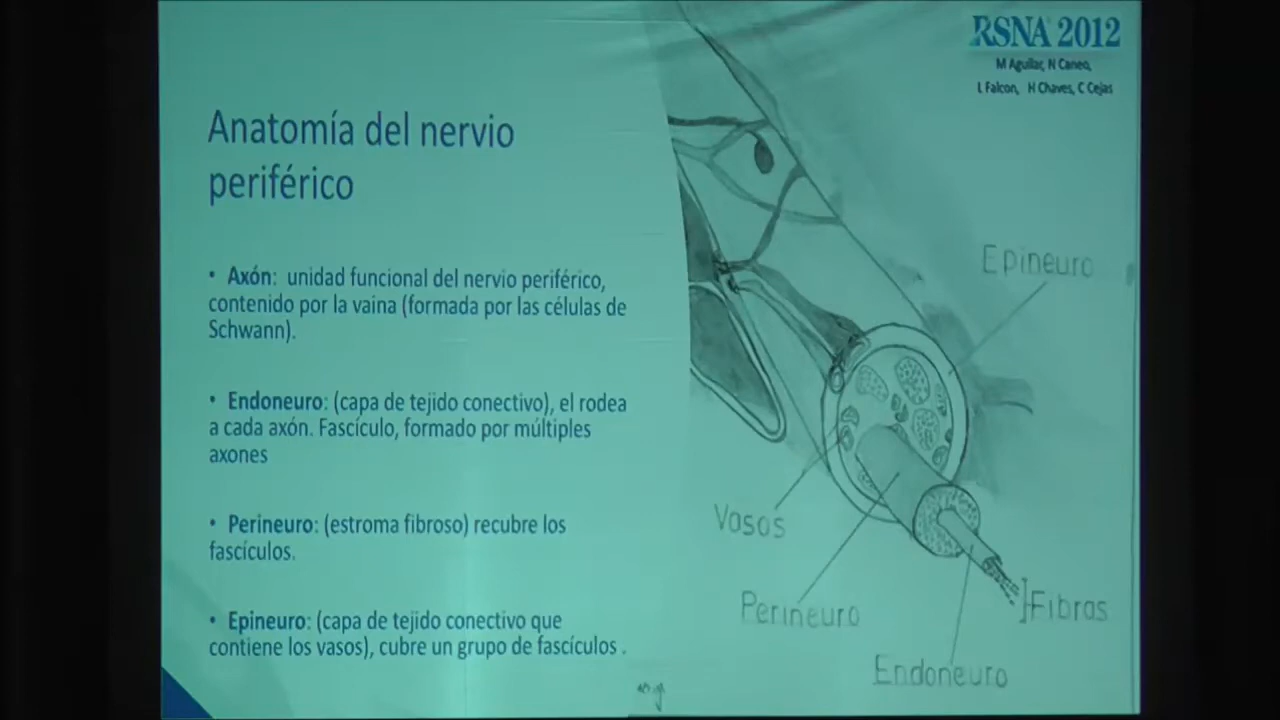 RSNA 2012
M Aguilar, N Caneo,
L Falcon, H Chaves, C Cejas
Anatomía del nervio
periférico
• Axón: unidad funcional del nervio periférico,
contenido por la vaina (formada por las células de
Schwann).
• Endoneuro: (capa de tejido conectivo), el rodea
a cada axón. Fascículo, formado por múltiples
axones
• Perineuro: (estroma fibroso) recubre los
fascículos.
• Epineuro: (capa de tejido conectivo que
contiene los vasos), cubre un grupo de fascículos .
Epineuro
Vasos
Perineuro
Fibras
Endoneuro